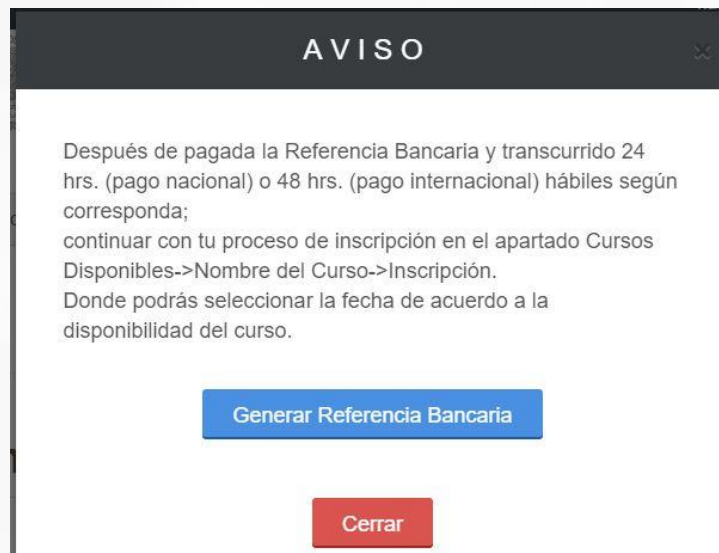 AVISO
Después de pagada la Referencia Bancaria y transcurrido 24
hrs. (pago nacional) o 48 hrs. (pago internacional) hábiles según
corresponda;
continuar con tu proceso de inscripción en el apartado Cursos
Disponibles->Nombre del Curso->Inscripción.
Donde podrás seleccionar la fecha de acuerdo a la
disponibilidad del curso.
Generar Referencia Bancaria
Cerrar